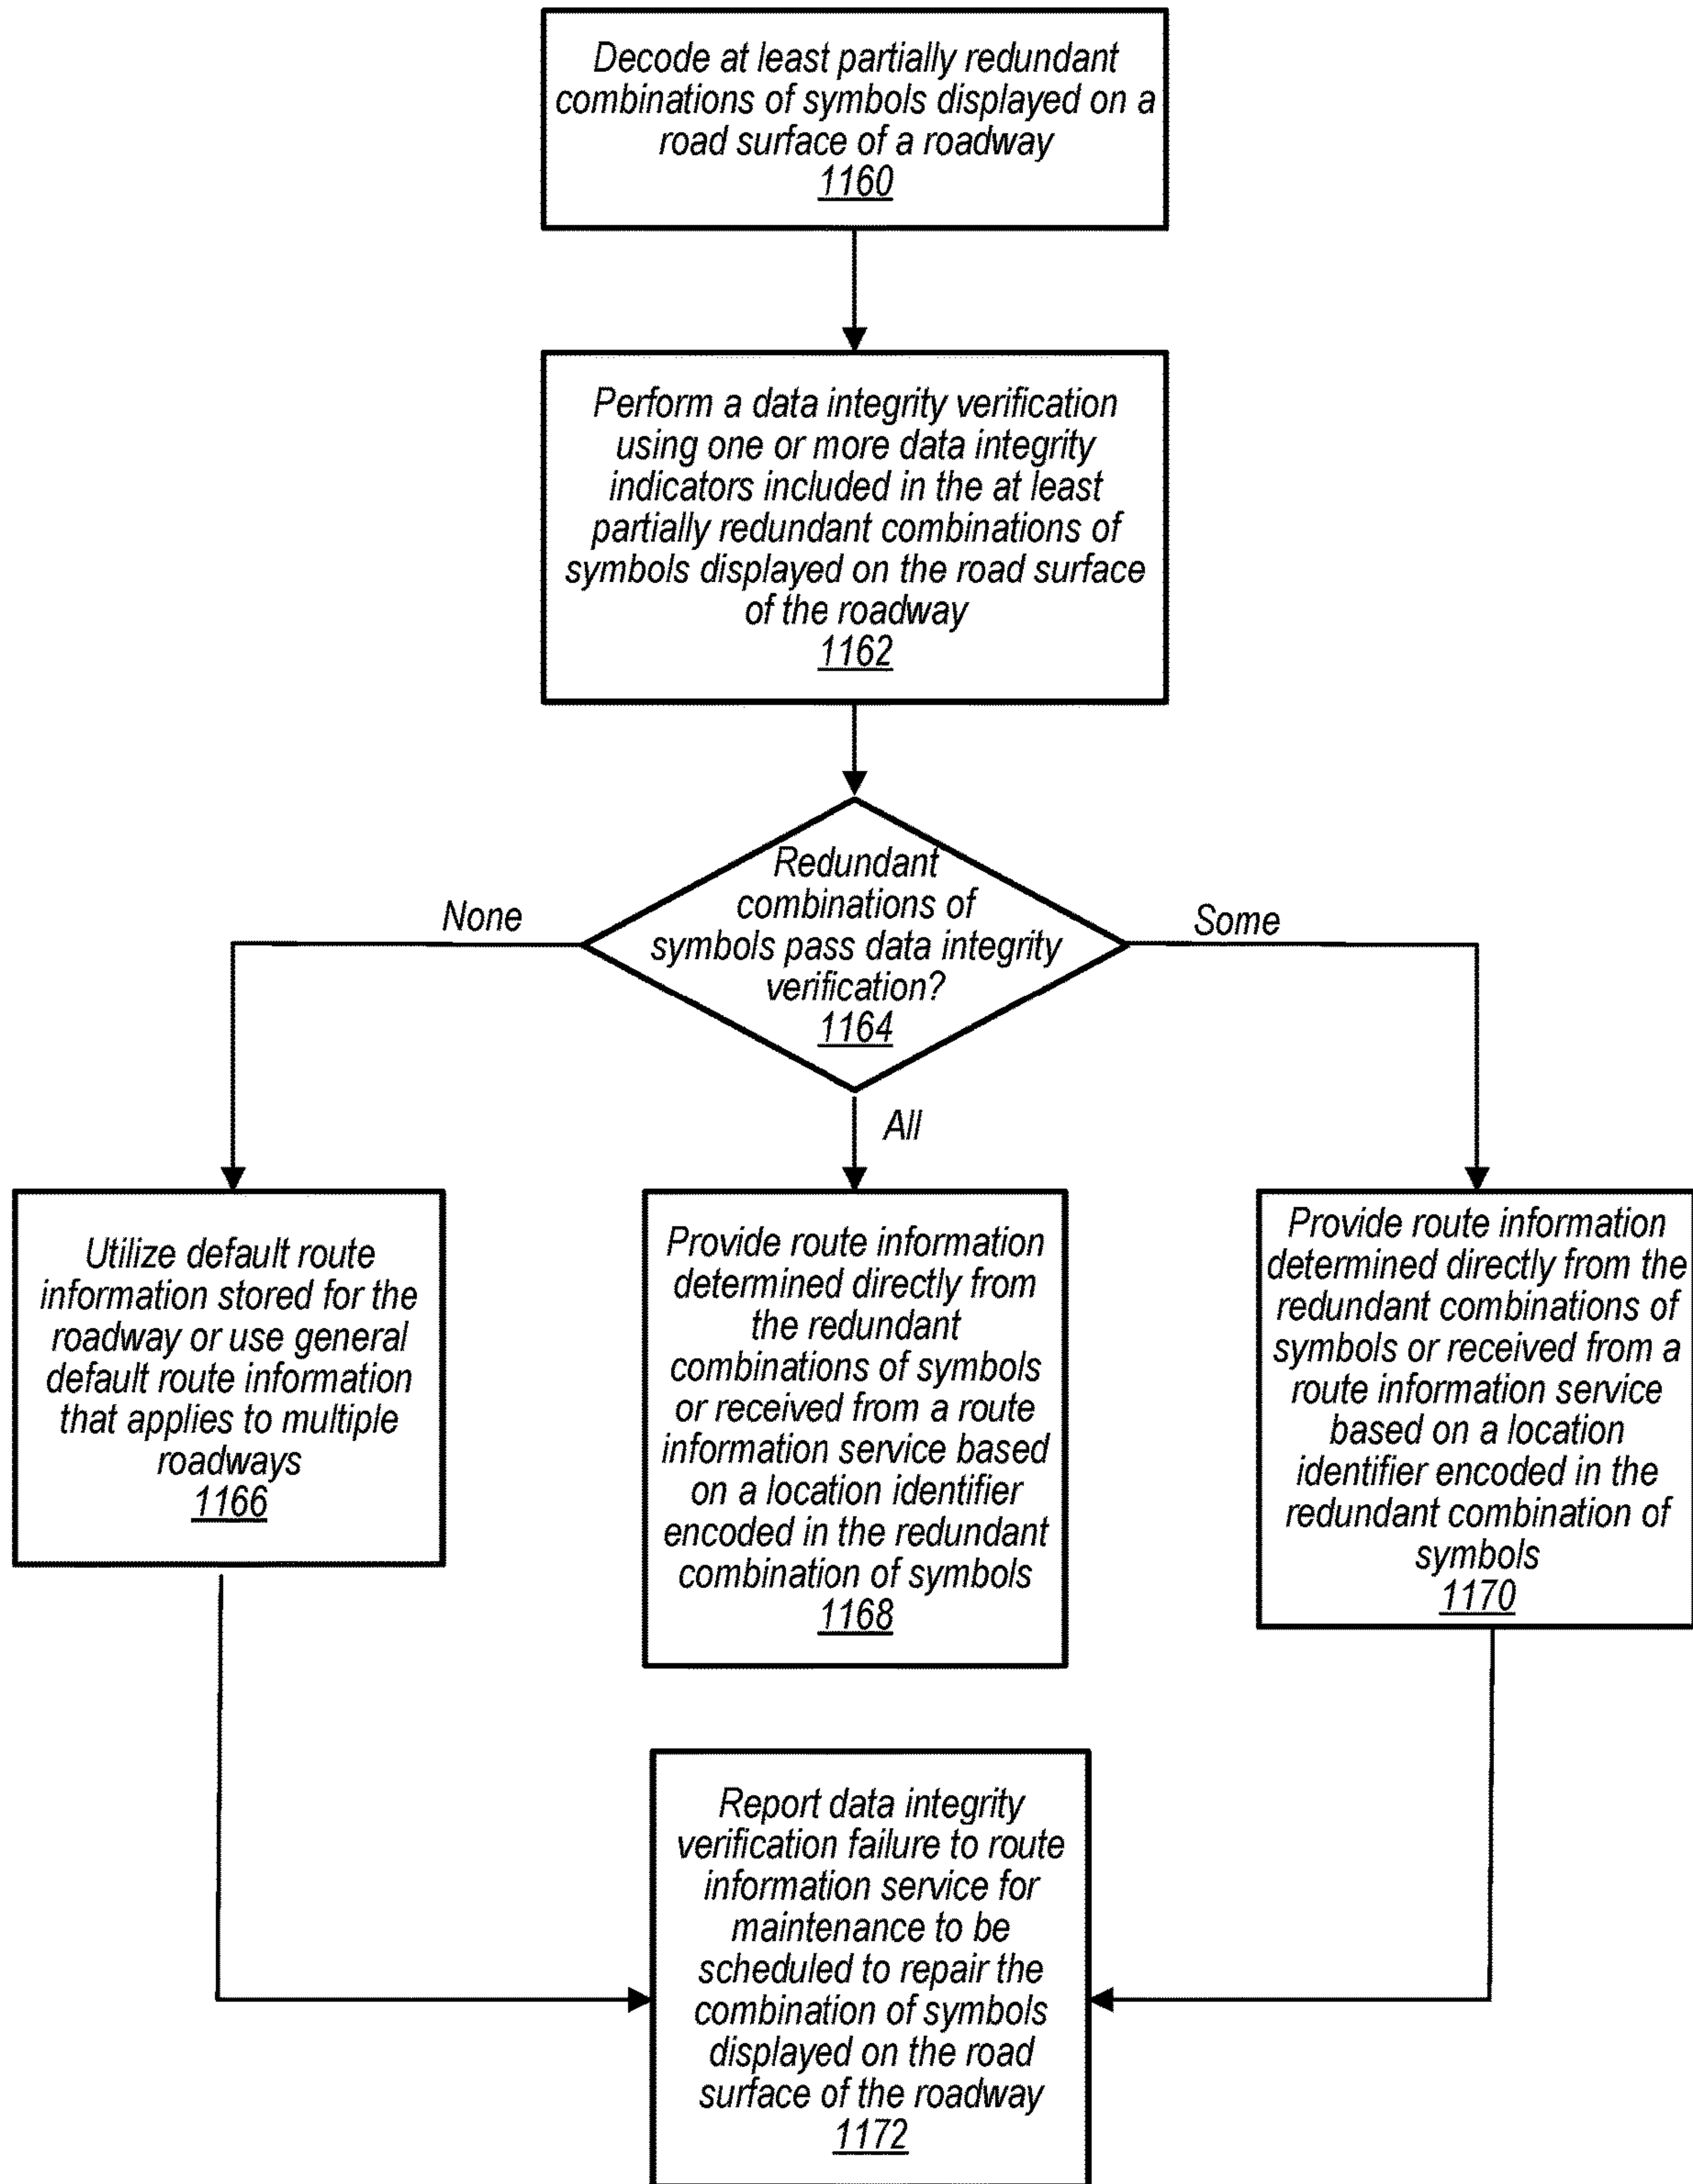 Decode at least partially redundant
combinations of symbols displayed on a
road surface of a roadway
1160
Perform a data integrity verification
using one or more data integrity
indicators included in the at least
partially redundant combinations of
symbols displayed on the road surface
of the roadway
1162
Redundant
combinations of
symbols pass data integrity
verification?
1164
None
Some
All
Utilize default route
information stored for the
roadway or use general
default route information
that applies to multiple
roadways
1166
Provide route information
determined directly from
the redundant
combinations of symbols
or received from a route
information service based
on a location identifier
encoded in the redundant
combination of symbols
1168
Provide route information
determined directly from the
redundant combinations of
symbols or received from a
route information service
based on a location
identifier encoded in the
redundant combination of
symbols
1170
Report data integrity
verification failure to route
information service for
maintenance to be
scheduled to repair the
combination of symbols
displayed on the road
surface of the roadway
1172